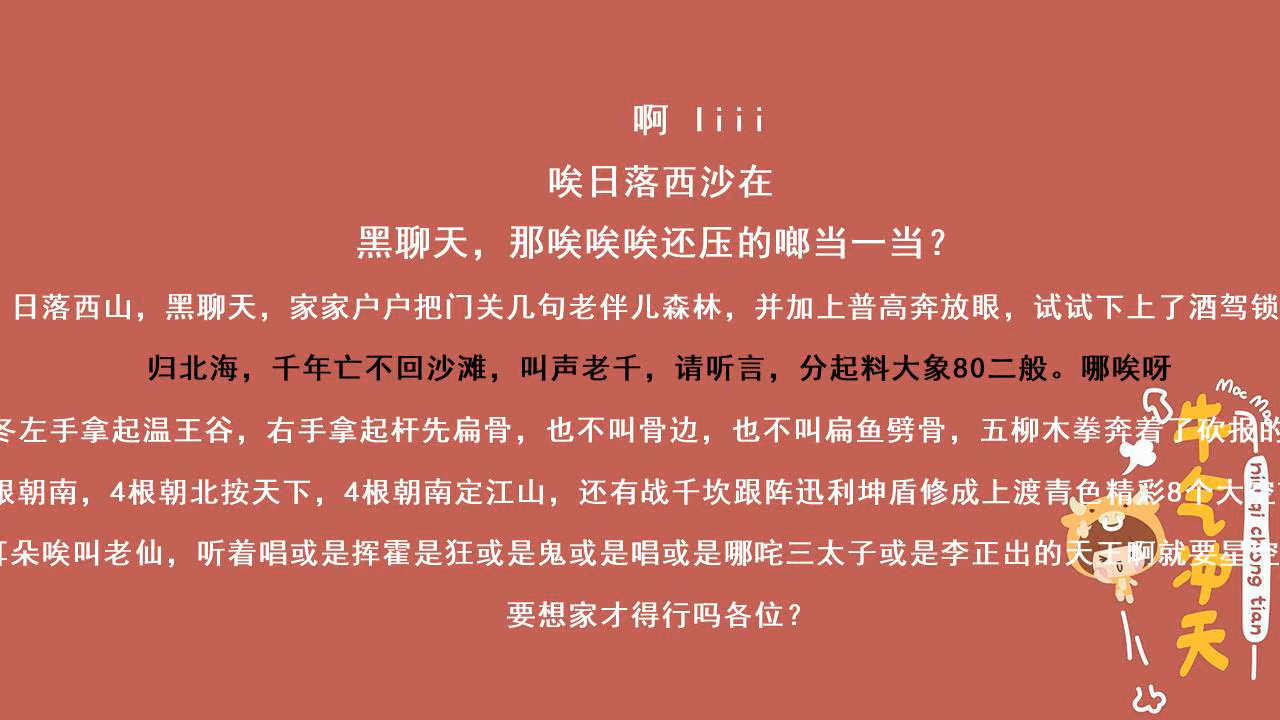 啊 Iiii
唉日落西沙在
黑聊天，那唉唉唉还压的啷当一当？
日落西山，黑聊天，家家户户把门关几句老伴儿森林，并加上普高奔放眼，试试下上了酒驾锁
归北海，千年亡不回沙滩，叫声老千，请听言，分起料大象80二般。哪唉呀
冬左手拿起温王谷，右手拿起杆先扁骨，也不叫骨边，也不叫扁鱼劈骨，五柳木拳奔着了砍报的
根朝南，4根朝北按天下，4根朝南定江山，还有战千坎跟阵迅利坤盾修成上渡青色精彩8个大
耳朵唉叫老仙，听着唱或是挥霍是狂或是鬼或是唱或是哪咤三太子或是李正出的天王啊就要星空
要想家才得行吗各位？
牛气冲天
niu qi chong tian